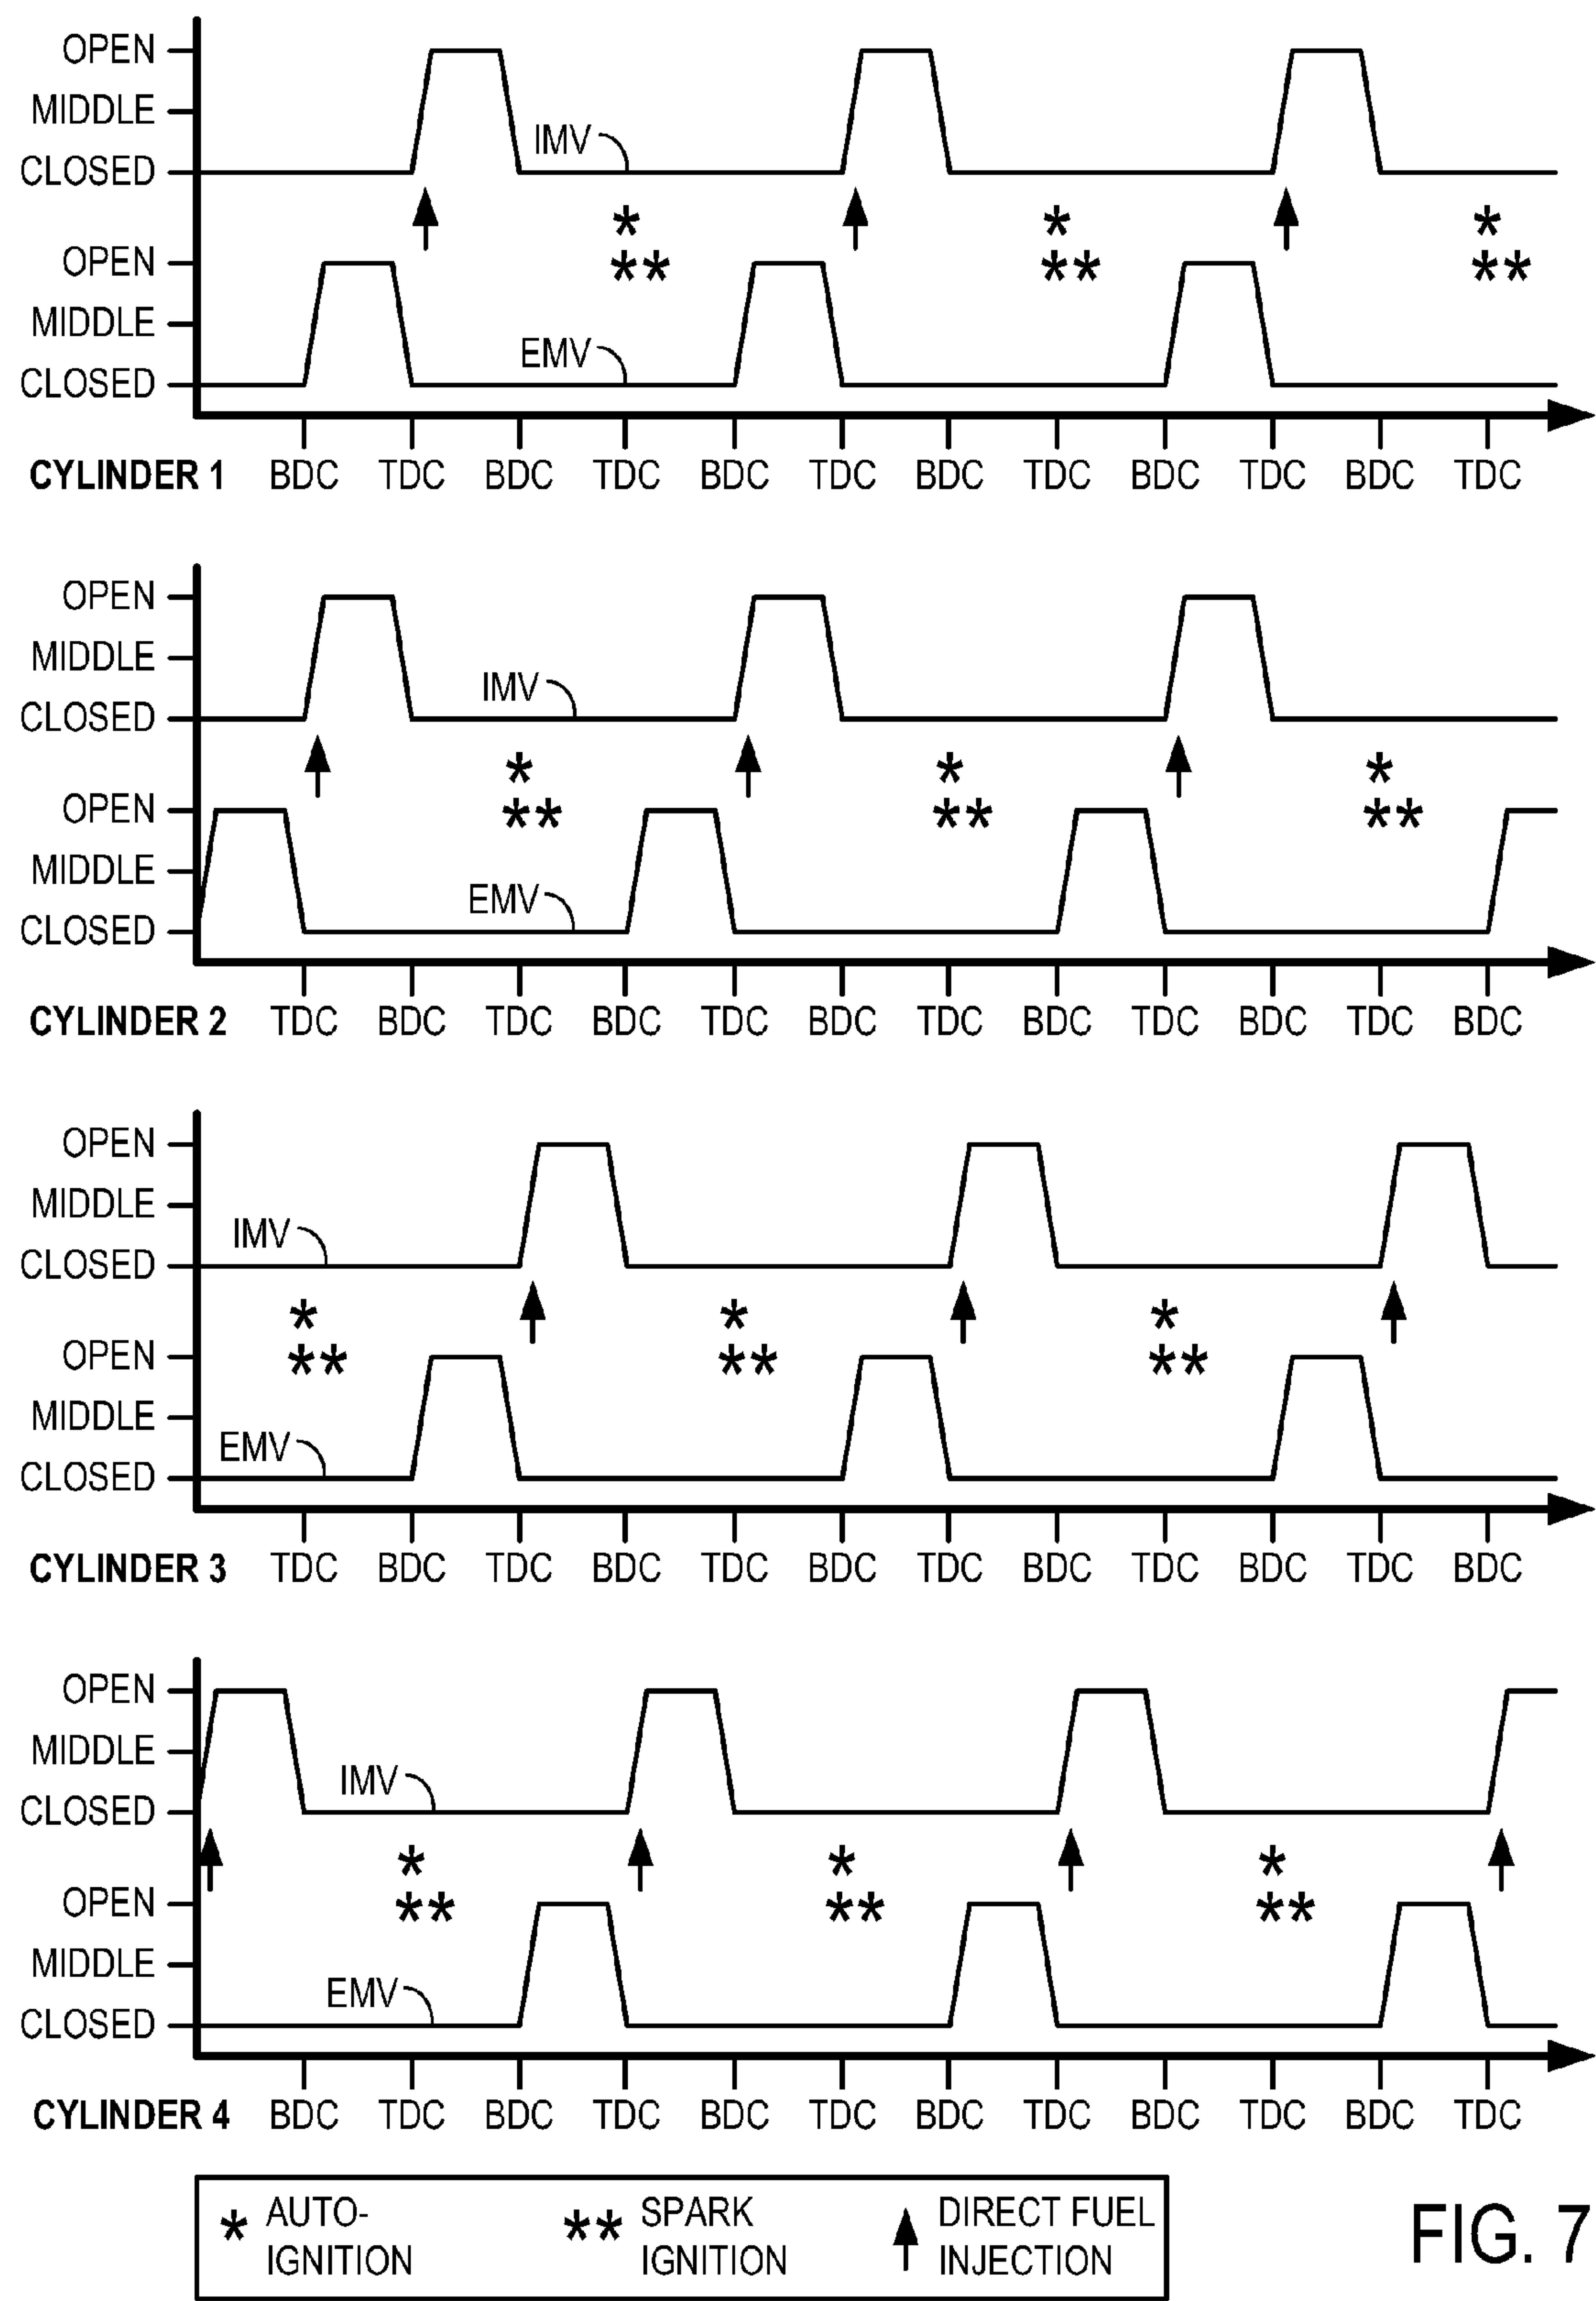 OPEN
MIDDLE
IMV
CLOSED
*
**
OPEN
MIDDLE
EMV
CLOSED
*
**
*
**
CYLINDER 1 BDC TDC BDC TDC BDC TDC BDC TDC BDC TDC BDC TDC
OPEN
MIDDLE
IMV
CLOSED
*
**
OPEN
MIDDLE
EMV
CLOSED
*
**
*
**
CYLINDER 2 TDC BDC TDC BDC TDC BDC TDC BDC TDC BDC TDC BDC
OPEN
MIDDLE
IMV
CLOSED
*
**
OPEN
MIDDLE
EMV
CLOSED
*
**
*
**
CYLINDER 3 TDC BDC TDC BDC TDC BDC TDC BDC TDC BDC TDC BDC
OPEN
MIDDLE
IMV
CLOSED
*
**
OPEN
MIDDLE
EMV
CLOSED
*
**
*
**
CYLINDER 4 BDC TDC BDC TDC BDC TDC BDC TDC BDC TDC BDC TDC
* AUTO-
IGNITION
** SPARK
IGNITION
DIRECT FUEL
INJECTION
FIG. 7